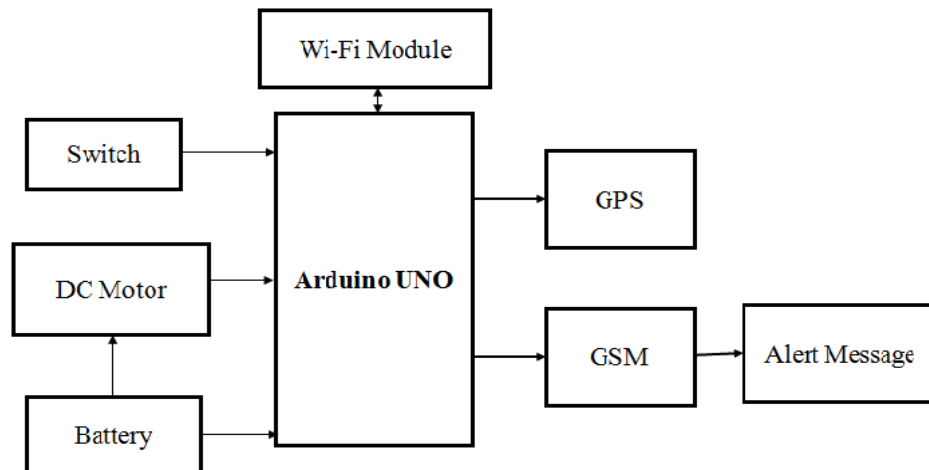 Wi-Fi Module
Switch
GPS
DC Motor
Arduino UNO
GSM
Alert Message
Battery